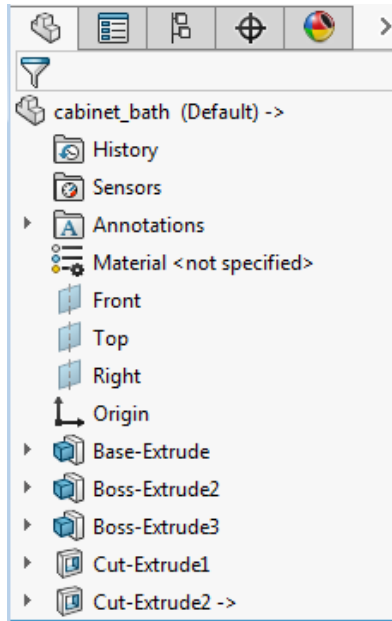 cabinet_bath (Default) ->
History
Sensors
Annotations
Material <not specified>
Front
Top
Right
Origin
Base-Extrude
Boss-Extrude2
Boss-Extrude3
Cut-Extrude1
Cut-Extrude2 ->